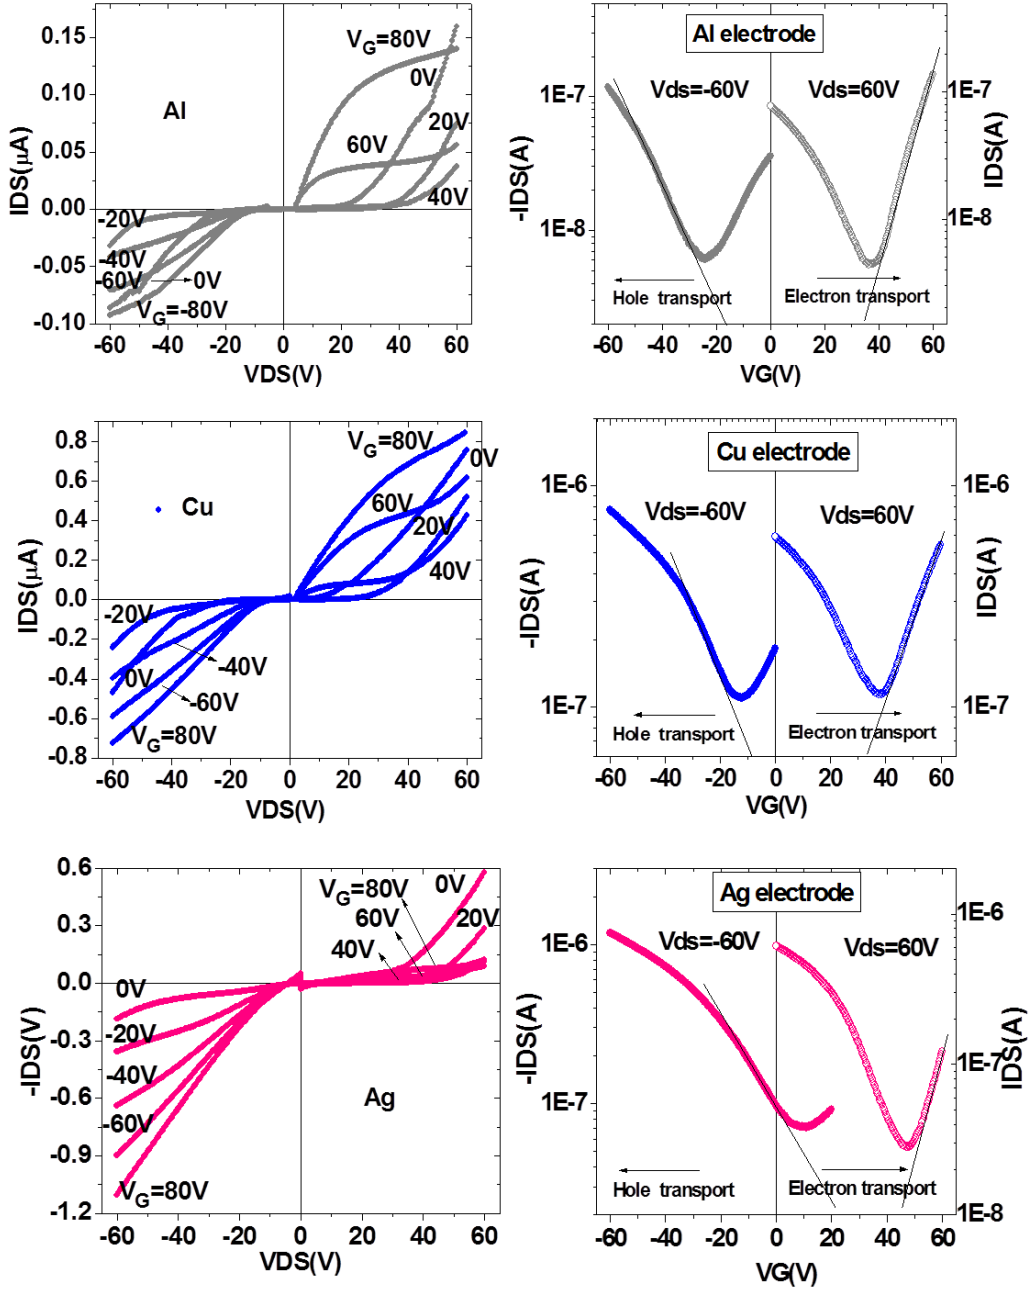 0.15
0.10
0.05
0.00
-0.05
-0.10
IDS(μA)
V_G=80V
0V
20V
60V
40V
Al
-20V
-40V
-60V
0V
V_G=-80V
-60 -40 -20 0 20 40 60
VDS(V)
Al electrode
Vds=-60V Vds=60V
1E-7
1E-8
-IDS(A)
1E-7
1E-8
IDS(A)
Hole transport Electron transport
-60 -40 -20 0 20 40 60
VG(V)
0.8
0.6
0.4
0.2
0.0
-0.2
-0.4
-0.6
-0.8
IDS(μA)
V_G=80V
0V
60V
20V
40V
Cu
-20V
0V
-40V
-60V
V_G=80V
-60 -40 -20 0 20 40 60
VDS(V)
Cu electrode
Vds=-60V Vds=60V
1E-6
1E-7
-IDS(A)
1E-6
1E-7
IDS(A)
Hole transport Electron transport
-60 -40 -20 0 20 40 60
VG(V)
0.6
0.3
0.0
-0.3
-0.6
-0.9
-1.2
-IDS(V)
V_G=80V
0V
60V
20V
40V
0V
-20V
-40V
-60V
V_G=80V
Ag
-60 -40 -20 0 20 40 60
VDS(V)
Ag electrode
Vds=-60V Vds=60V
1E-6
1E-7
-IDS(A)
1E-6
1E-7
1E-8
IDS(A)
Hole transport Electron transport
-60 -40 -20 0 20 40 60
VG(V)